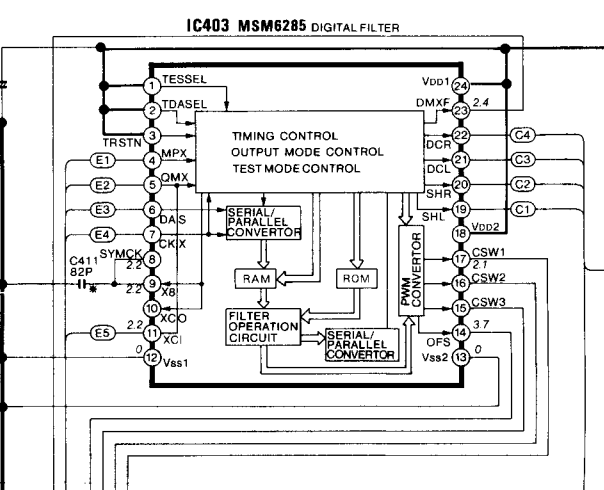 IC403 MSM6285 DIGITAL FILTER
1 TESSEL
2 TDASEL
3
TRSTN
E1 4 MPX
E2 5 QMX
E3 6
DAS
E4 7
CKIX
SYMCK
2.2 8
C411
82P
*
9
2.2 X8
10
XCO
E5 2.2 11
XCI
0
12 Vss1
TIMING CONTROL
OUTPUT MODE CONTROL
TEST MODE CONTROL
SERIAL/
PARALLEL
CONVERTOR
RAM
ROM
FILTER
OPERATION
CIRCUIT
SERIAL/
PARALLEL
CONVERTOR
PWM
CONVERTOR
VDD1 24
DMXF 23 2.4
22 C4
DCR
21 C3
DCL
20 C2
SHR
19 C1
SHL
18 VDD2
17 CSW1
2.1
16 CSW2
15 CSW3
14 3.7
OFS
Vss2 13 0